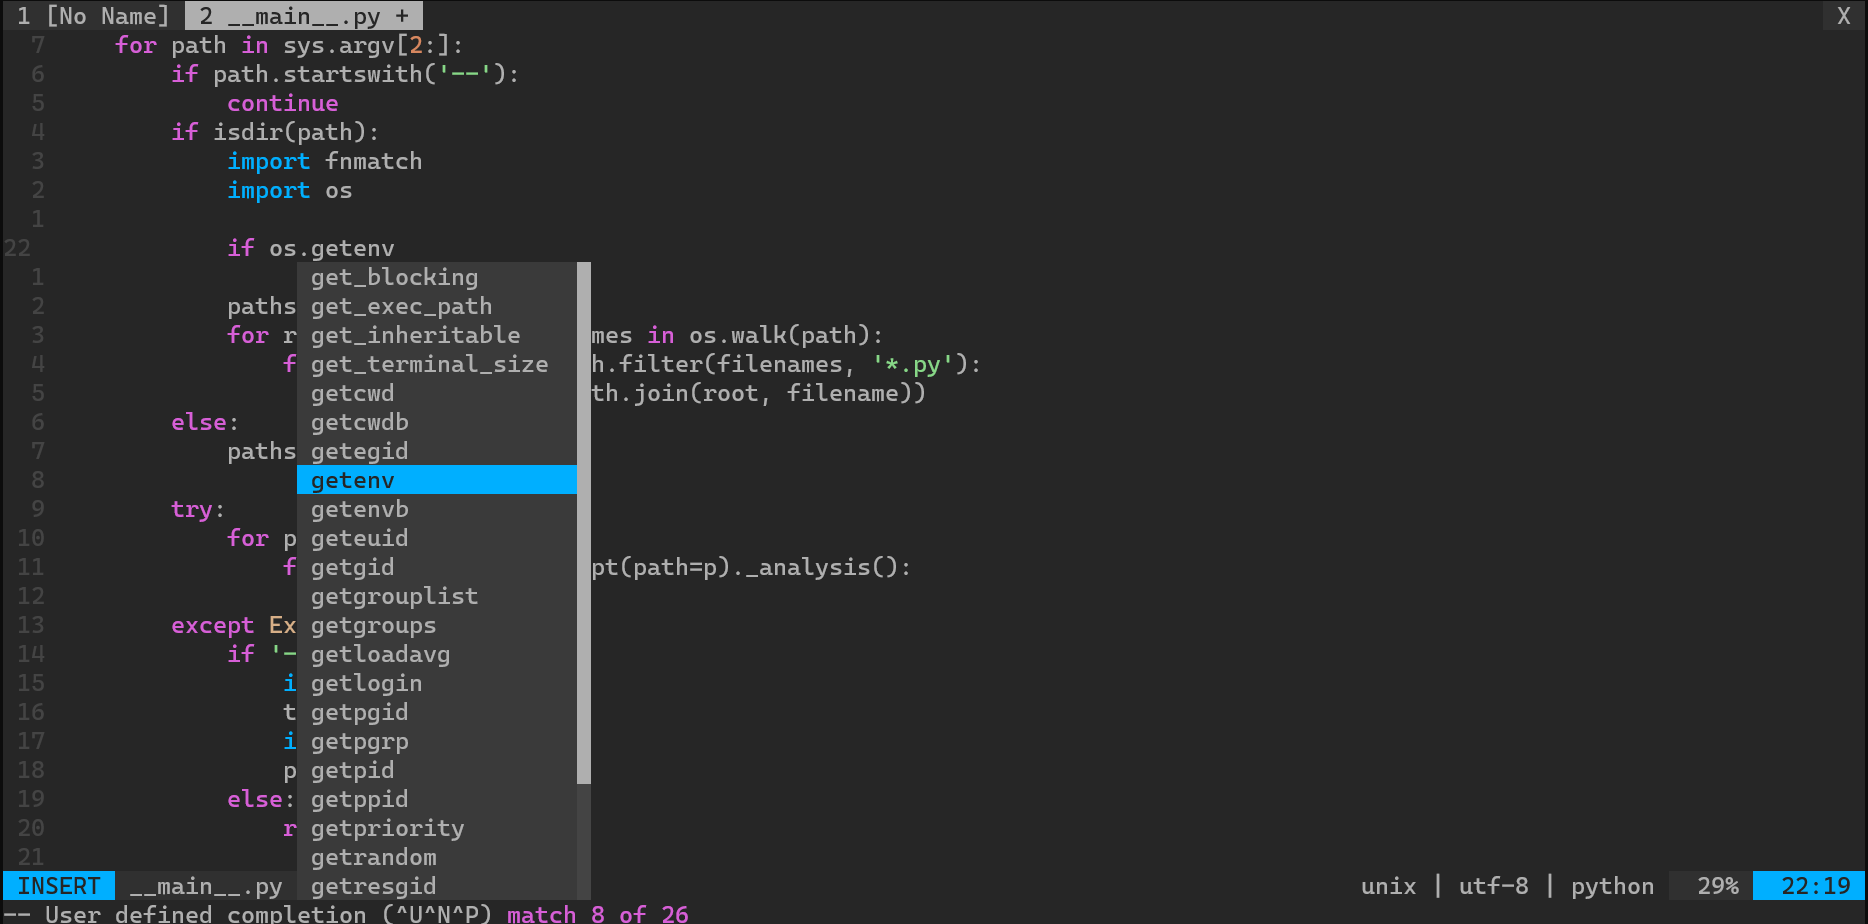 1 [No Name] 2 __main__.py + X
7 for path in sys.argv[2:]:
6 if path.startswith('--'):
5 continue
4 if isdir(path):
3 import fnmatch
2 import os
1
22 if os.getenv
1 get_blocking
2 paths get_exec_path
3 for r get_inheritable mes in os.walk(path):
4 f get_terminal_size h.filter(filenames, '*.py'):
5 getcwd th.join(root, filename))
6 else: getcwdb
7 paths getegid
8 getenv
9 try: getenvb
10 for p geteuid
11 f getgid pt(path=p)._analysis():
12 getgrouplist
13 except Ex getgroups
14 if '- getloadavg
15 i getlogin
16 t getpgid
17 i getpgrp
18 p getpid
19 else: getppid
20 r getpriority
21 getrandom
INSERT __main__.py getresgid unix | utf-8 | python 29% 22:19
-- User defined completion (^U^N^P) match 8 of 26